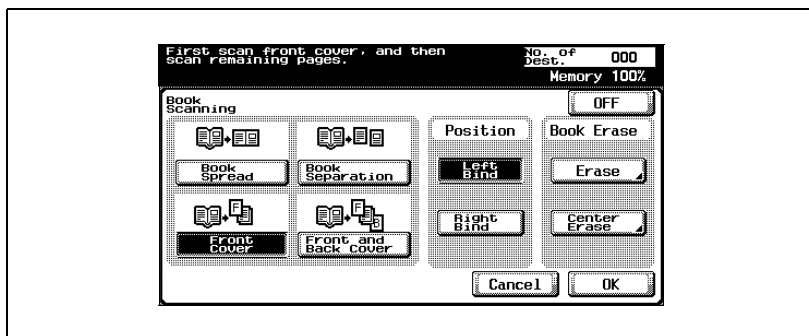 First scan front cover, and then
scan remaining pages.
No. of
Dest.
000
Memory 100%
Book
Scanning
OFF
Position
Book Erase
Book
Spread
Book
Separation
Left
Bind
Erase
F
F
B
Front
Cover
Front and
Back Cover
Right
Bind
Center
Erase
Cancel
OK